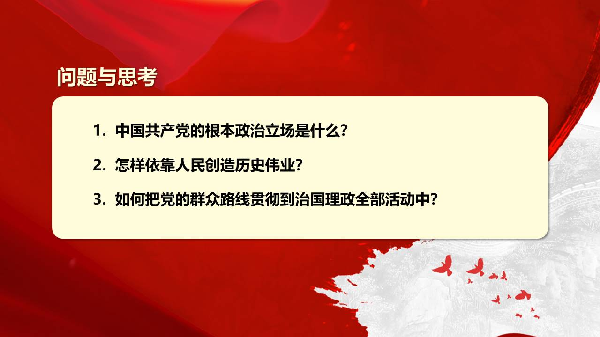 问题与思考
1. 中国共产党的根本政治立场是什么?
2. 怎样依靠人民创造历史伟业?
3. 如何把党的群众路线贯彻到治国理政全部活动中?